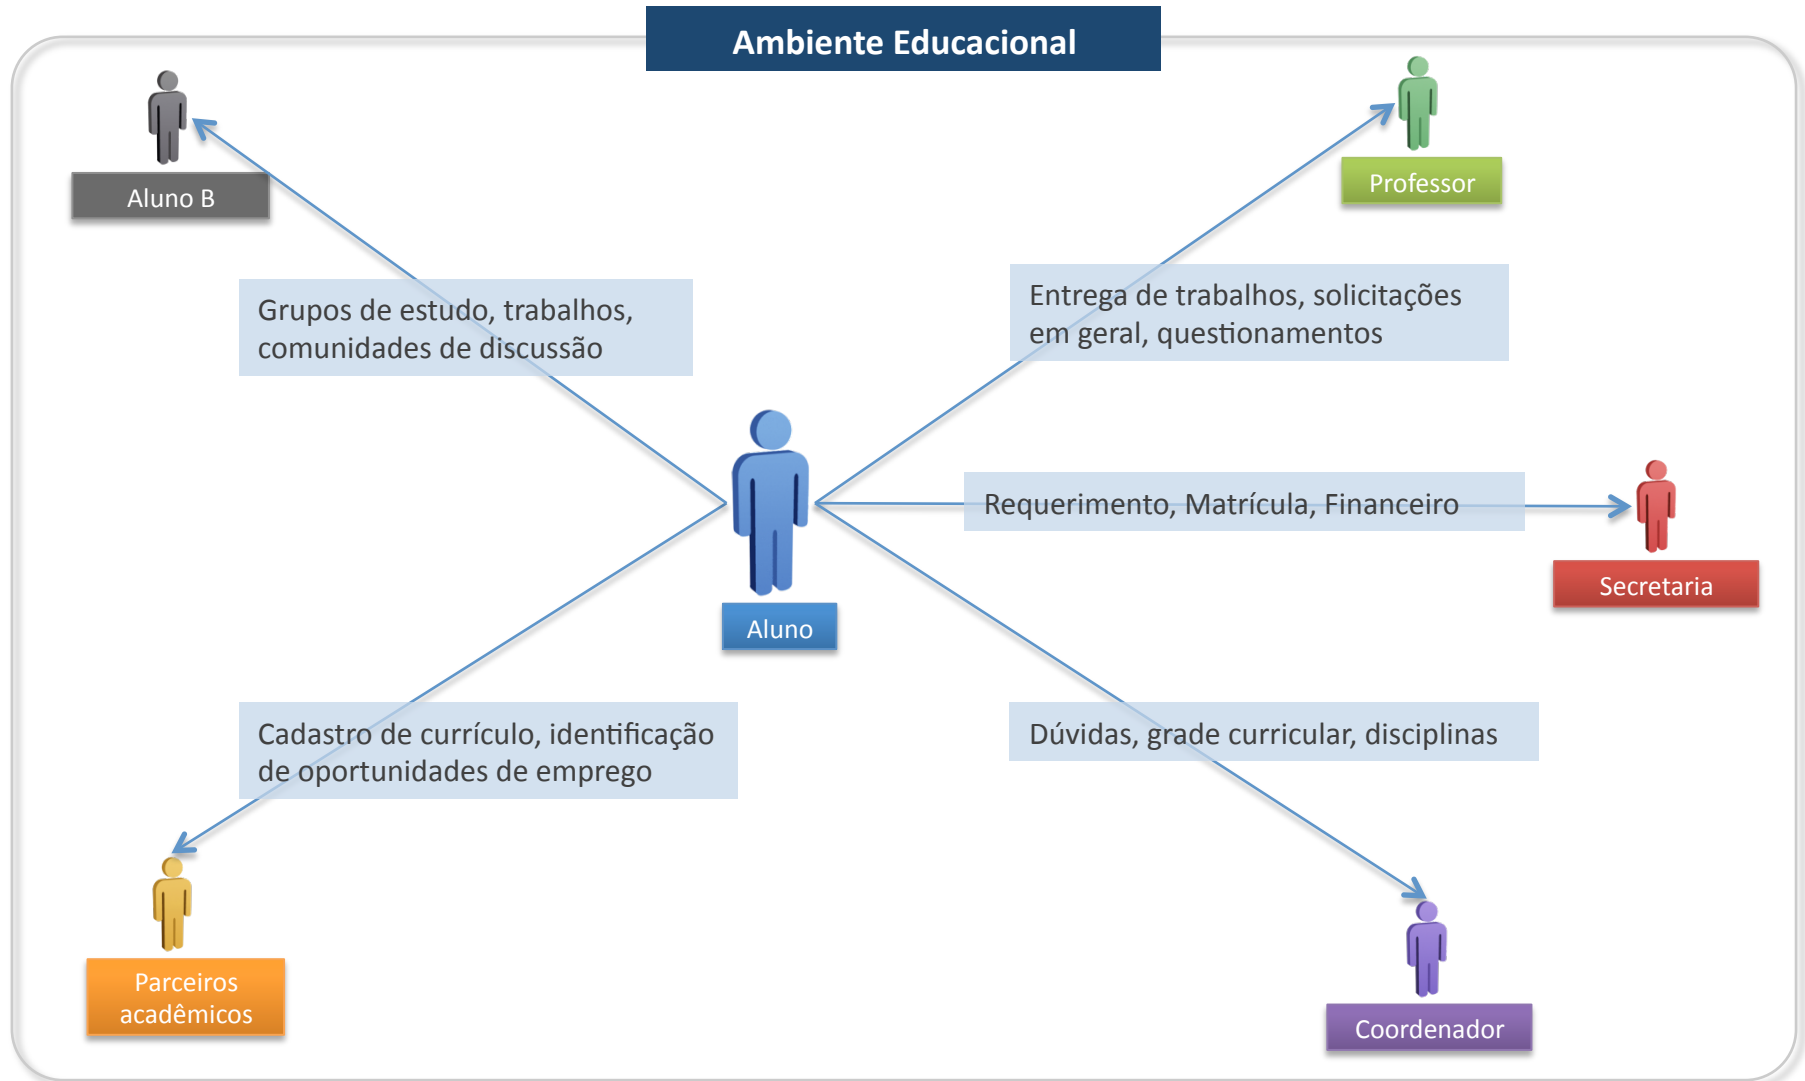 Ambiente Educacional
Aluno B
Professor
Grupos de estudo, trabalhos,
comunidades de discussão
Entrega de trabalhos, solicitações
em geral, questionamentos
Requerimento, Matrícula, Financeiro
Secretaria
Aluno
Cadastro de currículo, identificação
de oportunidades de emprego
Dúvidas, grade curricular, disciplinas
Parceiros
acadêmicos
Coordenador